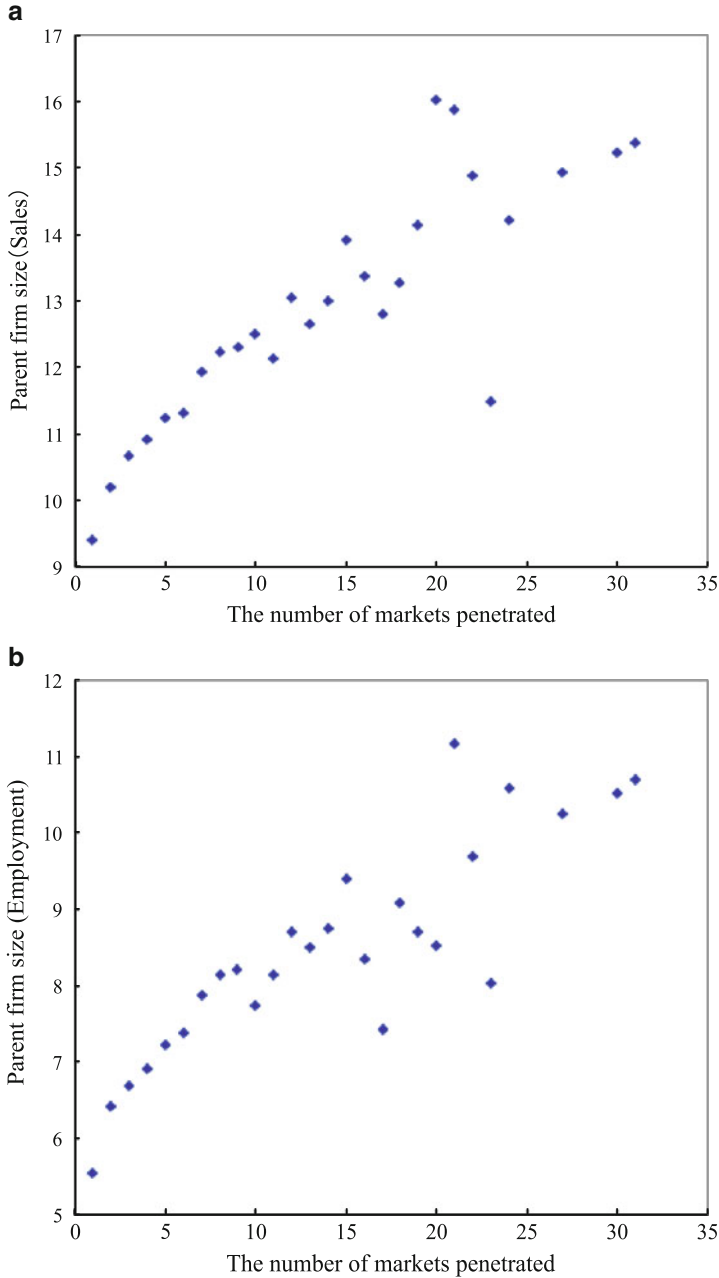 a
17
16
15
14
13
12
11
10
9
Parent firm size(Sales)
0 5 10 15 20 25 30 35
The number of markets penetrated
b
12
11
10
9
8
7
6
5
Parent firm size (Employment)
0 5 10 15 20 25 30 35
The number of markets penetrated